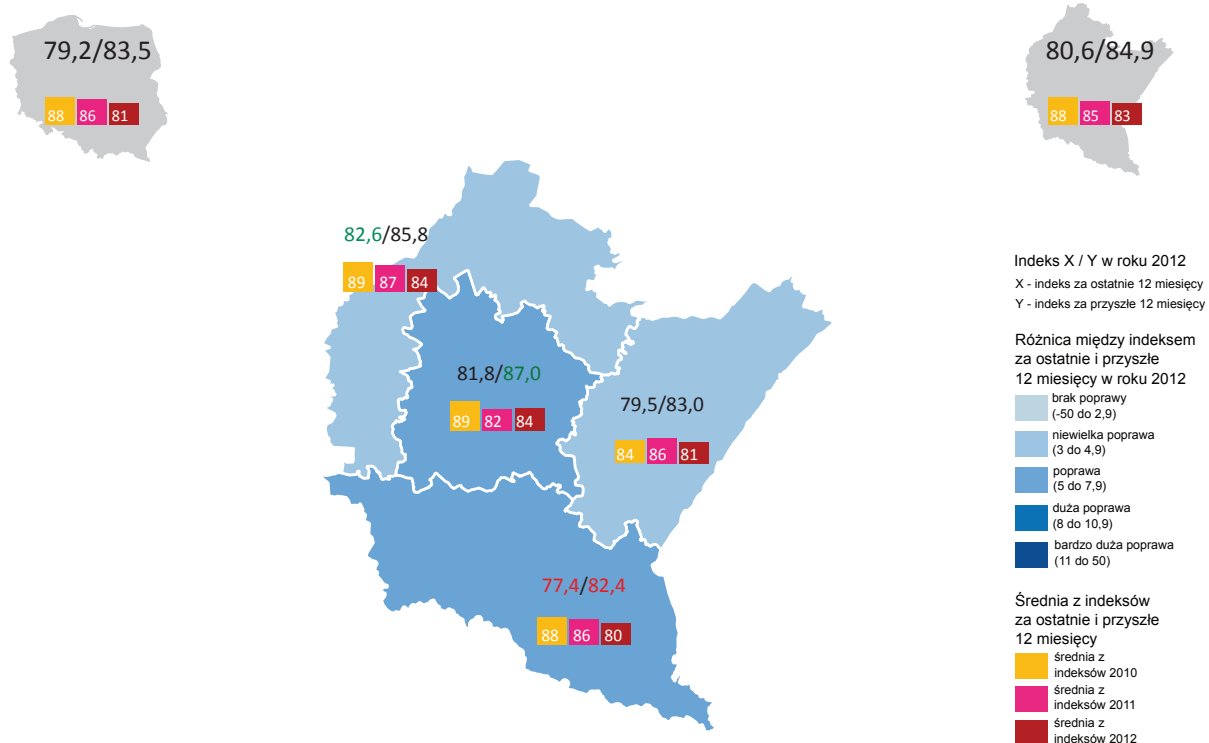 79,2/83,5
88 86 81
80,6/84,9
88 85 83
82,6/85,8
89 87 84
81,8/87,0
89 82 84
79,5/83,0
84 86 81
77,4/82,4
88 86 80
Indeks X / Y w roku 2012
X - indeks za ostatnie 12 miesięcy
Y - indeks za przyszłe 12 miesięcy
Różnica między indeksem
za ostatnie i przyszłe
12 miesięcy w roku 2012
brak poprawy
(-50 do 2,9)
niewielka poprawa
(3 do 4,9)
poprawa
(5 do 7,9)
duża poprawa
(8 do 10,9)
bardzo duża poprawa
(11 do 50)
Średnia z indeksów
za ostatnie i przyszłe
12 miesięcy
średnia z
indeksów 2010
średnia z
indeksów 2011
średnia z
indeksów 2012